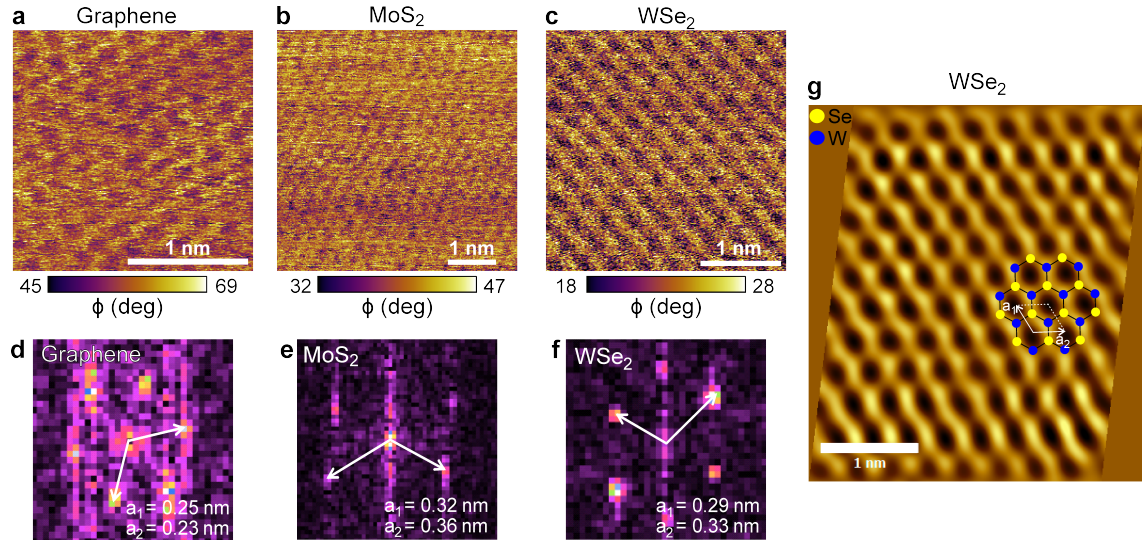 a Graphene
b MoS₂
c WSe₂
1 nm
1 nm
1 nm
45 69
ϕ (deg)
32 47
ϕ (deg)
18 28
ϕ (deg)
d Graphene
a₁ = 0.25 nm
a₂ = 0.23 nm
e MoS₂
a₁ = 0.32 nm
a₂ = 0.36 nm
f WSe₂
a₁ = 0.29 nm
a₂ = 0.33 nm
g WSe₂
Se
W
a₁
a₂
1 nm